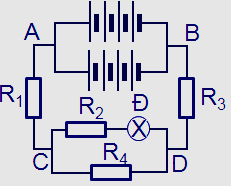 A B
R1 R2 Đ R3
X
C R4 D